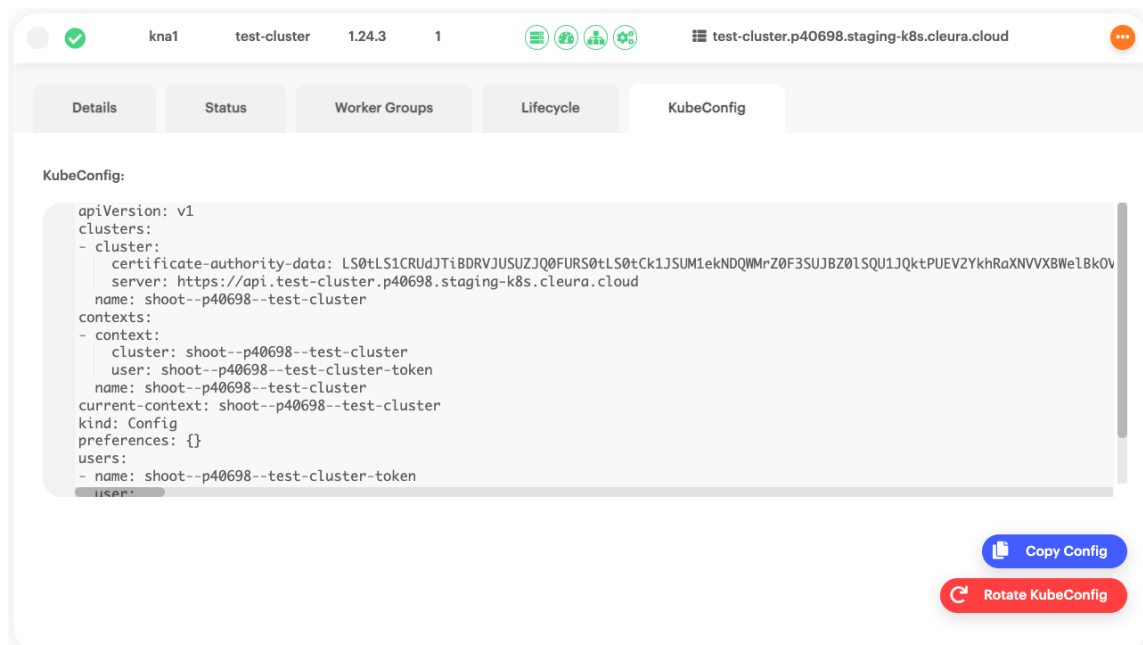 kna1 test-cluster 1.24.3 1 test-cluster.p40698.staging-k8s.cleura.cloud
Details Status Worker Groups Lifecycle KubeConfig
KubeConfig:
apiVersion: v1
clusters:
- cluster:
certificate-authority-data:
server: https://api.test-cluster.p40698.staging-k8s.cleura.cloud
name: shoot--p40698--test-cluster
contexts:
- context:
cluster: shoot--p40698--test-cluster
user: shoot--p40698--test-cluster-token
name: shoot--p40698--test-cluster
current-context: shoot--p40698--test-cluster
kind: Config
preferences: {}
users:
- name: shoot--p40698--test-cluster-token
user:
Copy Config
Rotate KubeConfig